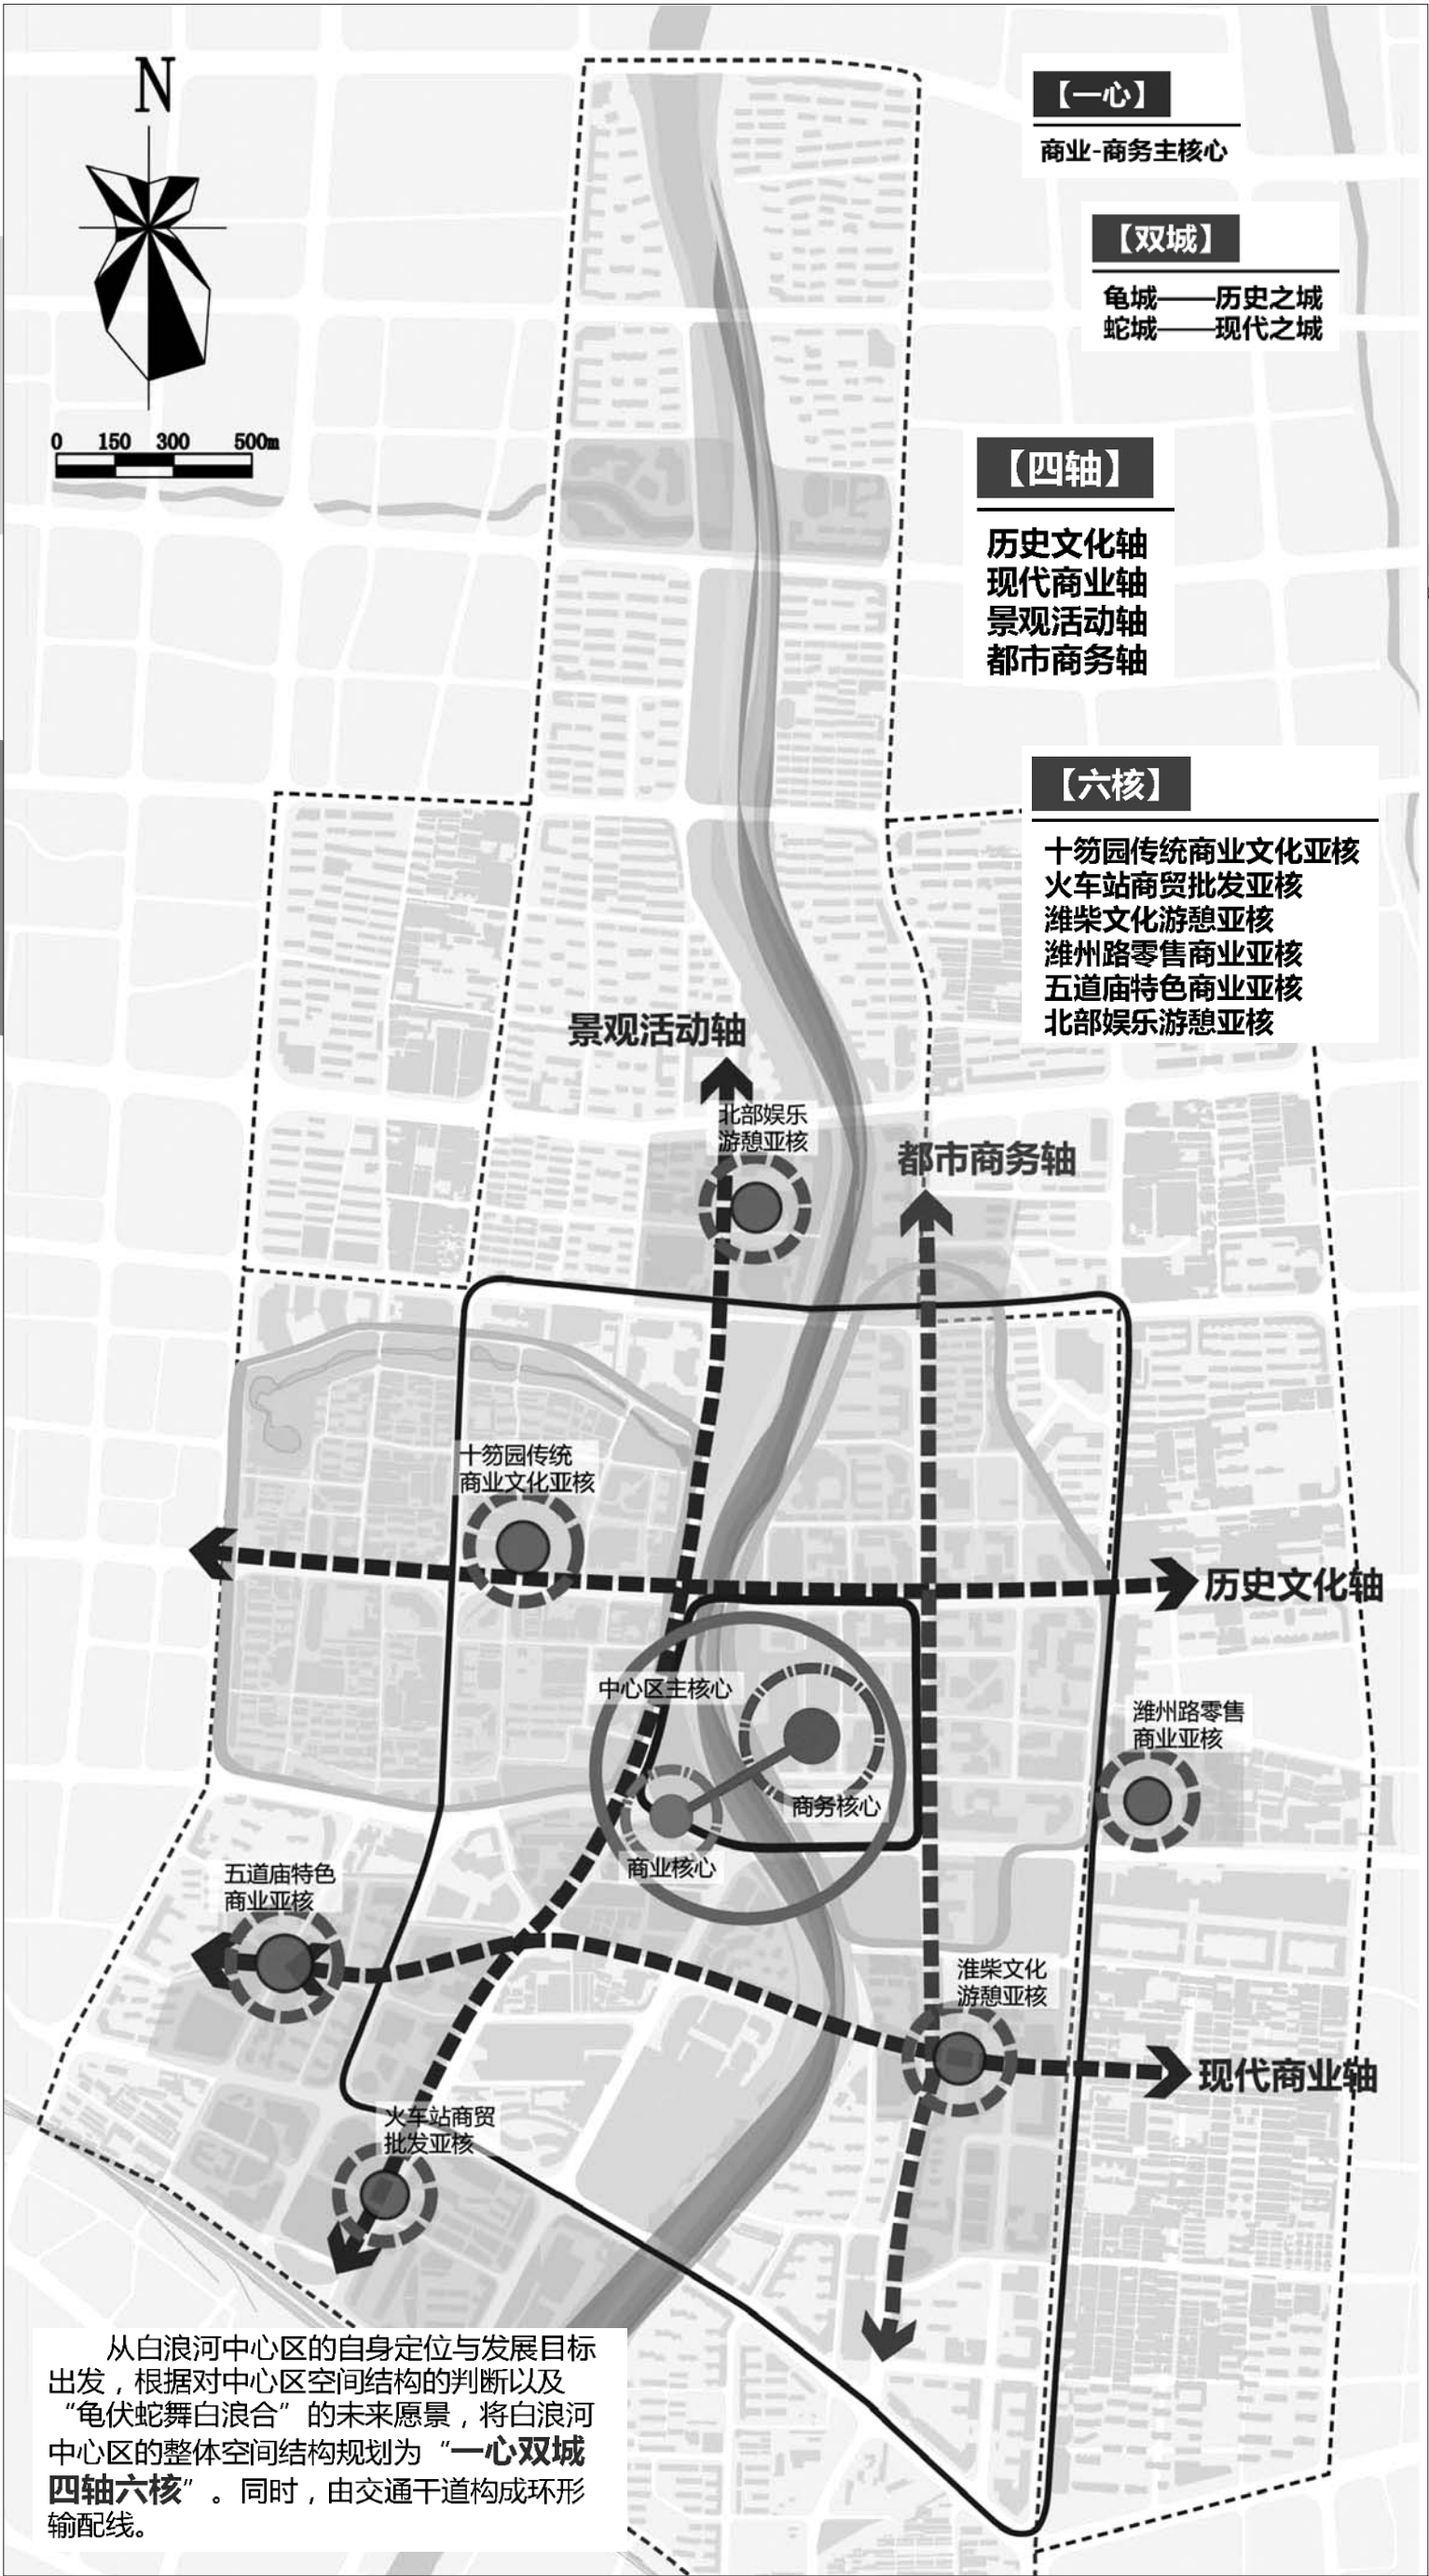 N
0 150 300 500m
【一心】
商业-商务主核心
【双城】
龟城——历史之城
蛇城——现代之城
【四轴】
历史文化轴
现代商业轴
景观活动轴
都市商务轴
【六核】
十笏园传统商业文化亚核
火车站商贸批发亚核
潍柴文化游憩亚核
潍州路零售商业亚核
五道庙特色商业亚核
北部娱乐游憩亚核
景观活动轴
北部娱乐
游憩亚核
都市商务轴
十笏园传统
商业文化亚核
历史文化轴
中心区主核心
商务核心
商业核心
潍州路零售
商业亚核
五道庙特色
商业亚核
淮柴文化
游憩亚核
现代商业轴
火车站商贸
批发亚核
从白浪河中心区的自身定位与发展目标
出发，根据对中心区空间结构的判断以及
“龟伏蛇舞白浪合”的未来愿景，将白浪河
中心区的整体空间结构规划为“一心双城
四轴六核”。同时，由交通干道构成环形
输配线。